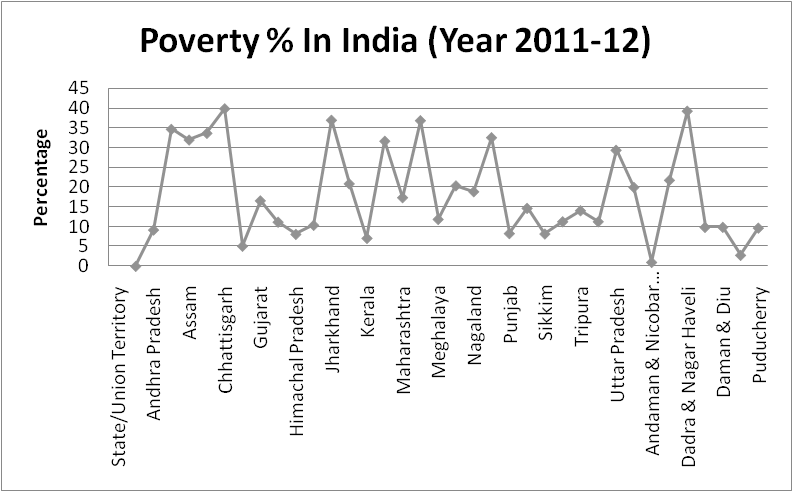 Poverty % In India (Year 2011-12)
Percentage
45
40
35
30
25
20
15
10
5
0
State/Union Territory
Andhra Pradesh
Assam
Chhattisgarh
Gujarat
Himachal Pradesh
Jharkhand
Kerala
Maharashtra
Meghalaya
Nagaland
Punjab
Sikkim
Tripura
Uttar Pradesh
Andaman & Nicobar...
Dadra & Nagar Haveli
Daman & Diu
Puducherry